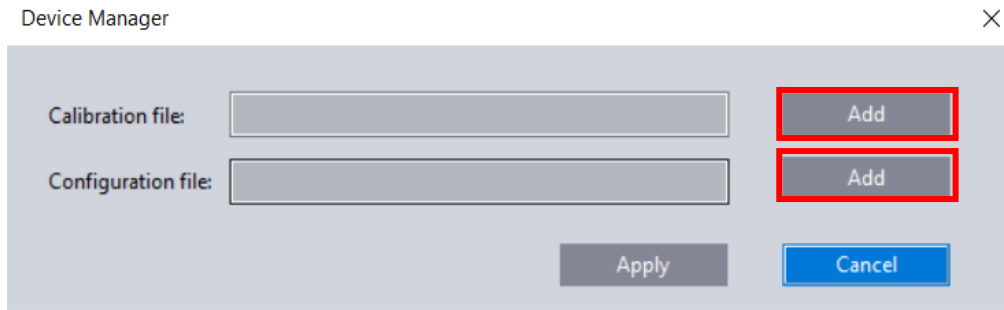 Device Manager
Calibration file: Add
Configuration file: Add
Apply Cancel